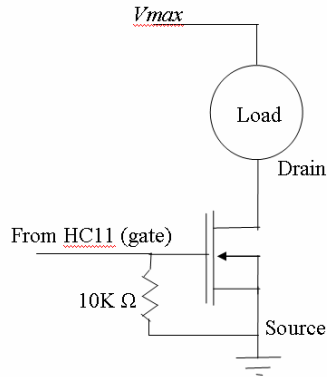 Vmax
Load
Drain
From HC11 (gate)
10K Ω
Source